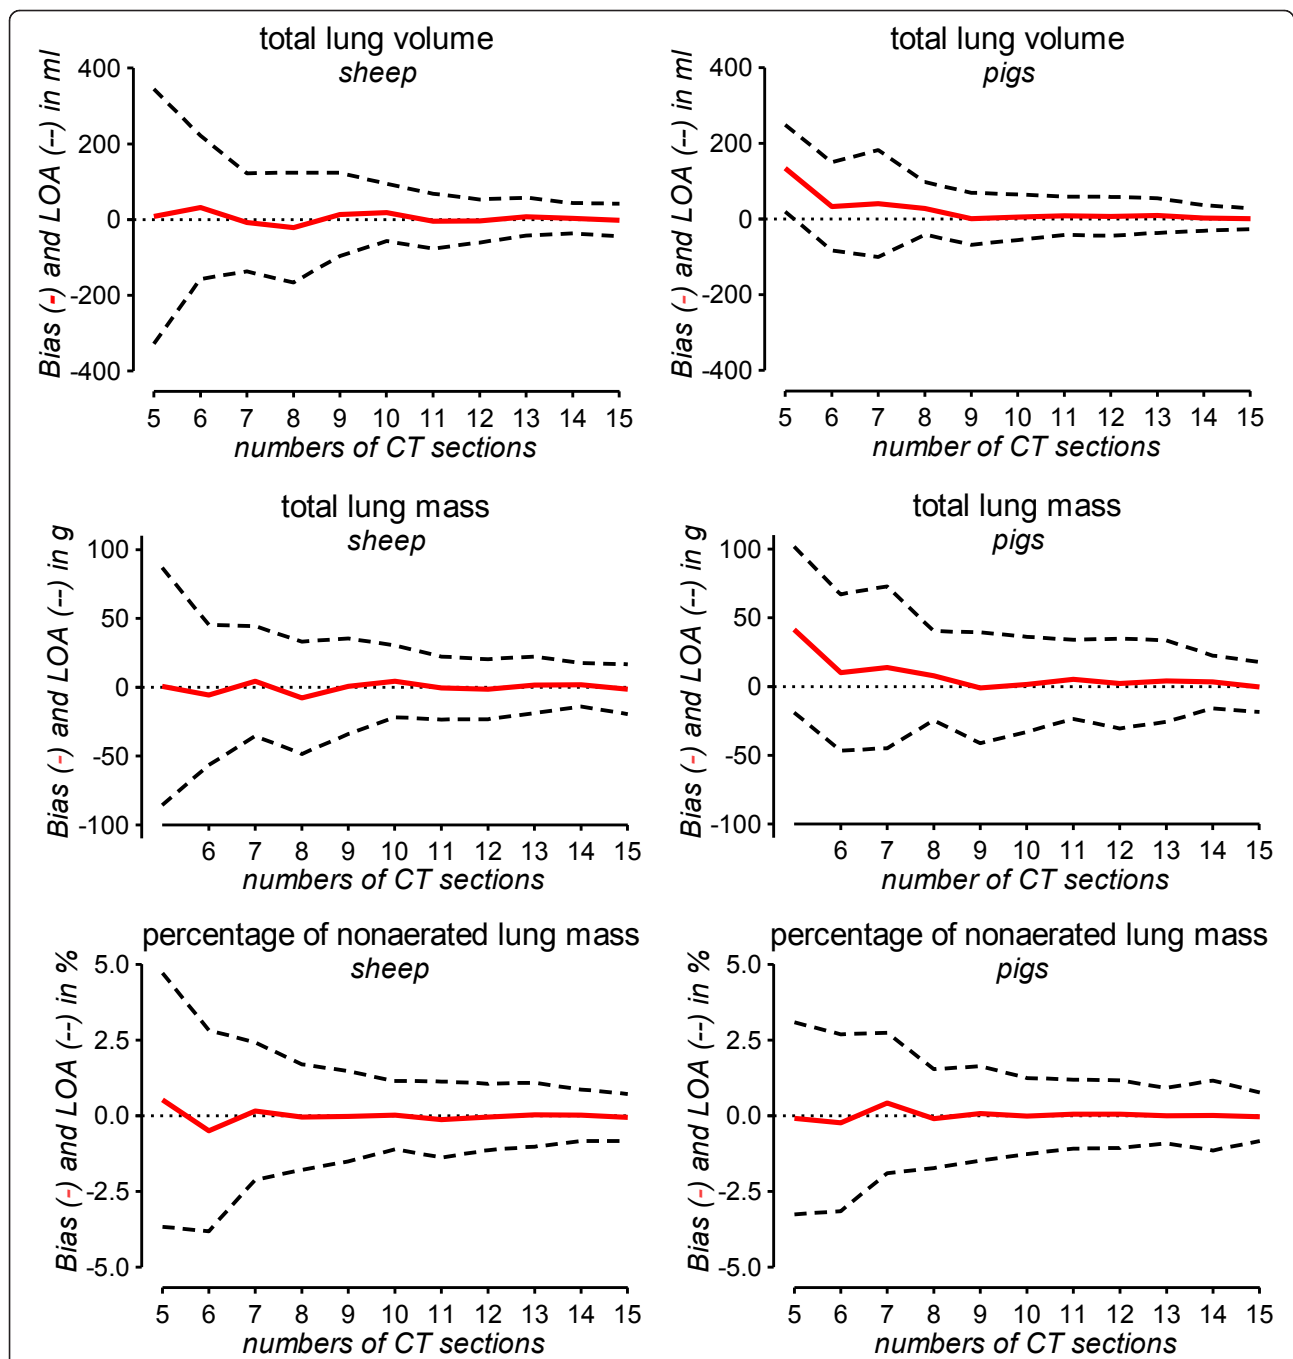 total lung volume
sheep
Bias (-) and LOA (--) in ml
400
200
0
-200
-400
5 6 7 8 9 10 11 12 13 14 15
numbers of CT sections
total lung volume
pigs
Bias (-) and LOA (--) in ml
400
200
0
-200
-400
5 6 7 8 9 10 11 12 13 14 15
number of CT sections
total lung mass
sheep
Bias (-) and LOA (--) in g
100
50
0
-50
-100
6 7 8 9 10 11 12 13 14 15
numbers of CT sections
total lung mass
pigs
Bias (-) and LOA (--) in g
100
50
0
-50
-100
6 7 8 9 10 11 12 13 14 15
number of CT sections
percentage of nonaerated lung mass
sheep
Bias (-) and LOA (--) in %
5.0
2.5
0.0
-2.5
-5.0
5 6 7 8 9 10 11 12 13 14 15
numbers of CT sections
percentage of nonaerated lung mass
pigs
Bias (-) and LOA (--) in %
5.0
2.5
0.0
-2.5
-5.0
5 6 7 8 9 10 11 12 13 14 15
numbers of CT sections